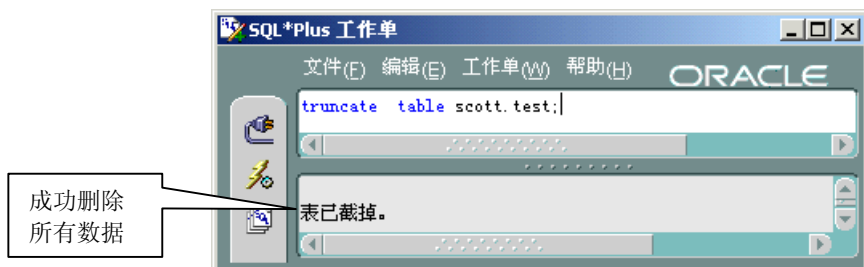 SQL*Plus 工作单
文件(F) 编辑(E) 工作单(W) 帮助(H)
ORACLE
truncate table scott.test;
成功删除
所有数据
表已截掉。